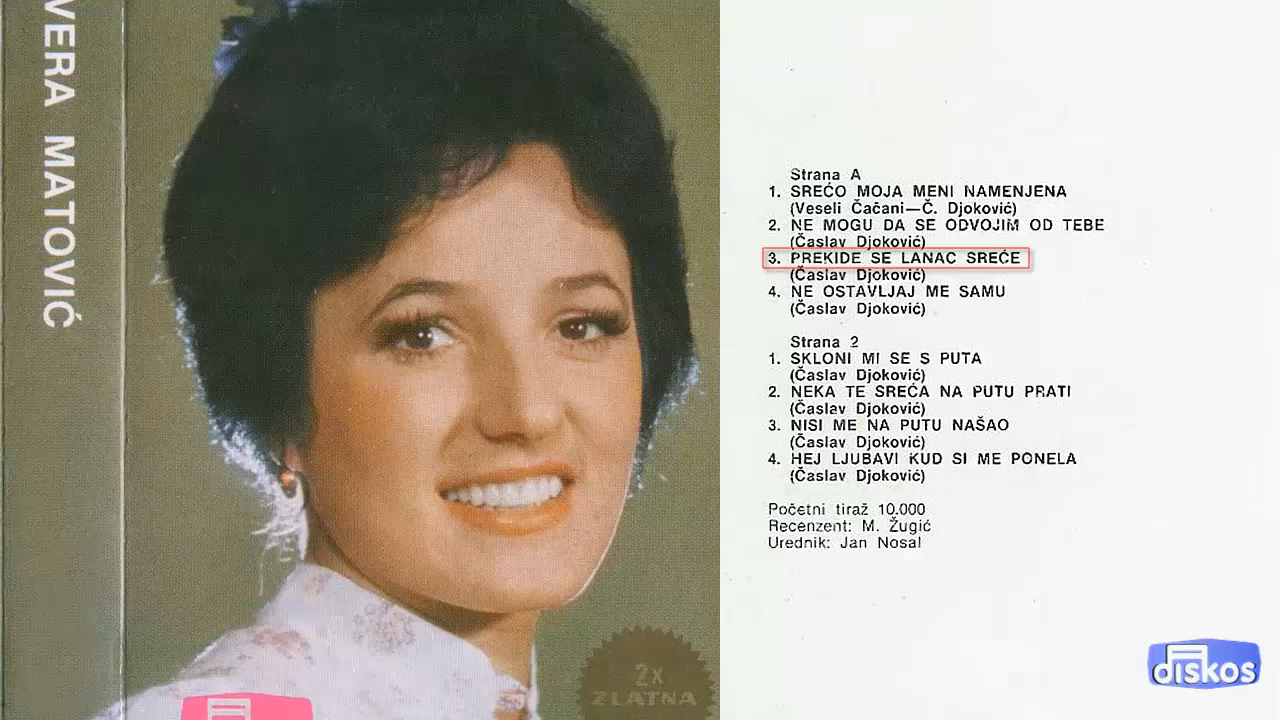 VERA MATOVIĆ
2x
ZLATNA
Strana A
1. SREĆO MOJA MENI NAMENJENA
(Veseli Čačani—Č. Djoković)
2. NE MOGU DA SE ODVOJIM OD TEBE
(Časlav Djoković)
3. PREKIDE SE LANAC SREĆE
(Časlav Djoković)
4. NE OSTAVLJAJ ME SAMU
(Časlav Djoković)
Strana 2
1. SKLONI MI SE S PUTA
(Časlav Djoković)
2. NEKA TE SREĆA NA PUTU PRATI
(Časlav Djoković)
3. NISI ME NA PUTU NAŠAO
(Časlav Djoković)
4. HEJ LJUBAVI KUD SI ME PONELA
(Časlav Djoković)
Početni tiraž 10.000
Recenzent: M. Žugić
Urednik: Jan Nosal
diskos